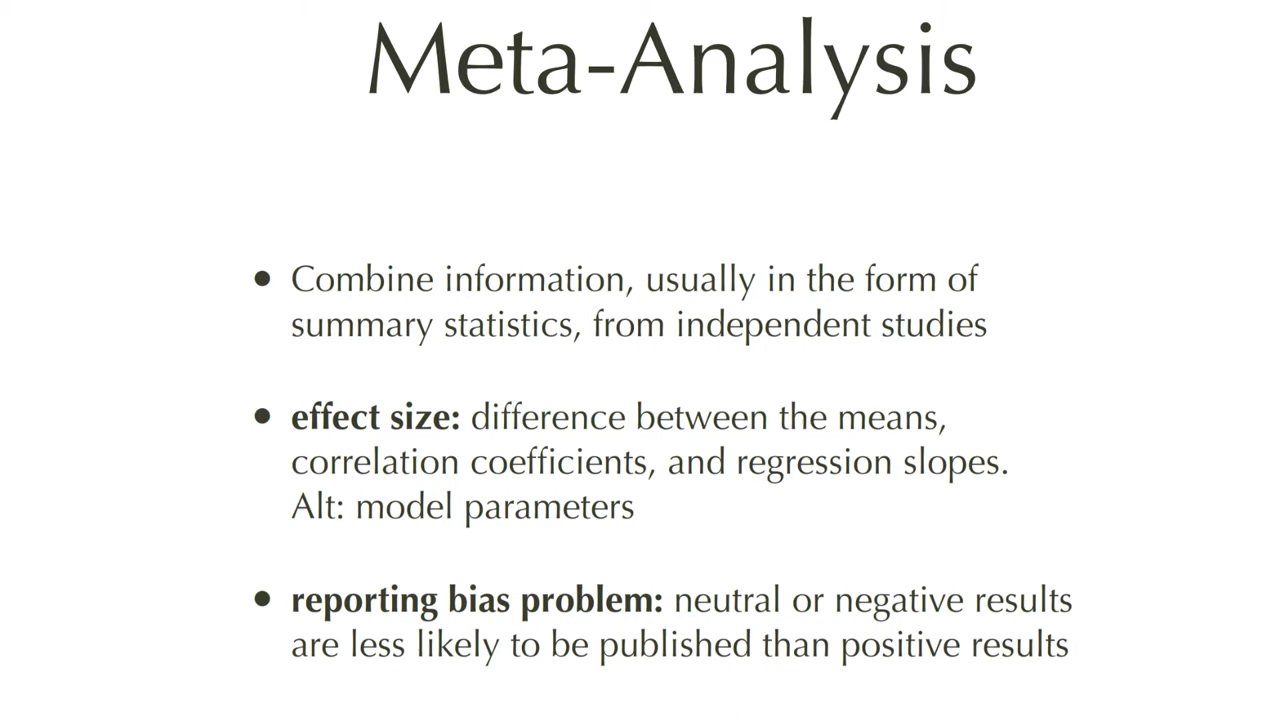 Meta-Analysis
• Combine information, usually in the form of
summary statistics, from independent studies
• effect size: difference between the means,
correlation coefficients, and regression slopes.
Alt: model parameters
• reporting bias problem: neutral or negative results
are less likely to be published than positive results